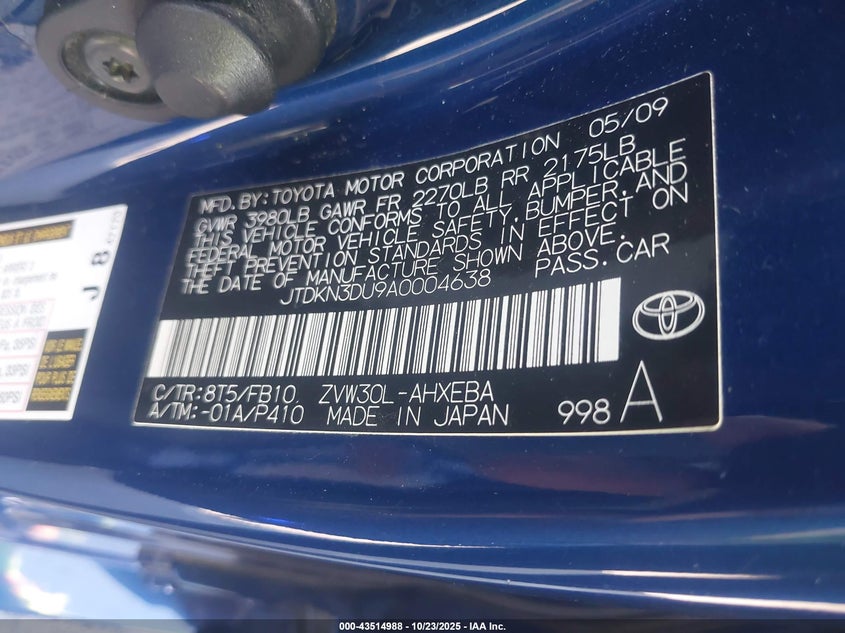 MFD.BY:TOYOTA MOTOR CORPORATION 05/09
GVWR 3980LB GAWR FR 2270LB RR 2175LB
THIS VEHICLE CONFORMS TO ALL APPLICABLE
FEDERAL MOTOR VEHICLE SAFETY,BUMPER,AND
THEFT PREVENTION STANDARDS IN EFFECT ON
THE DATE OF MANUFACTURE SHOWN ABOVE.
JTDKN3DU9A0004638 PASS.CAR
C/TR:8T5/FB10 ZVW30L-AHXEBA
A/TM:-01A/P410 MADE IN JAPAN
998 A
J 8
000-43514988 - 10/23/2025 - IAA Inc.